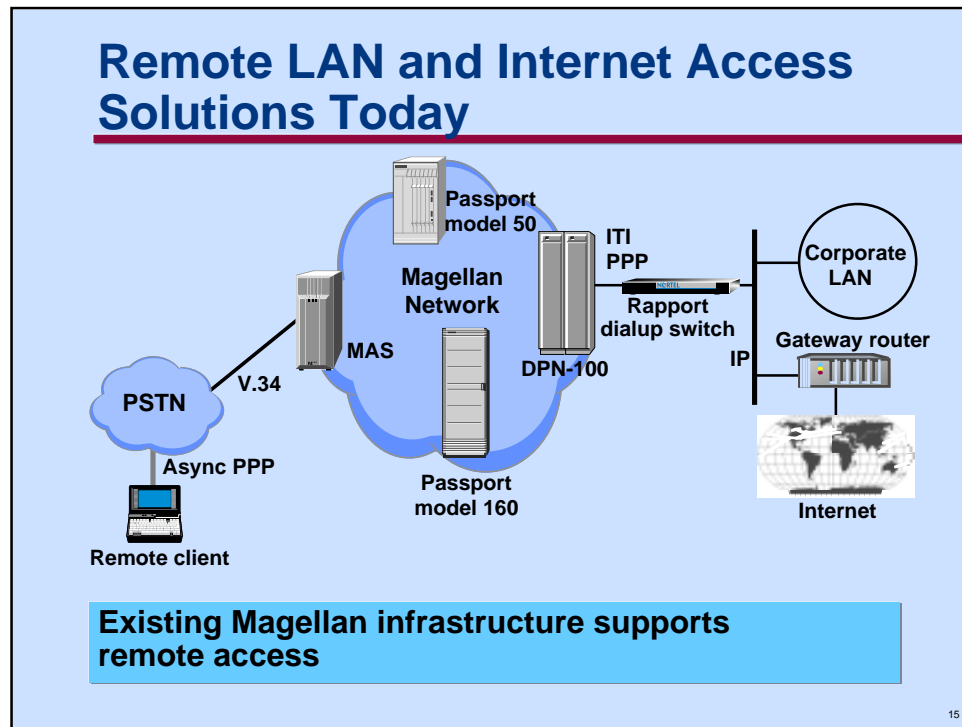 Remote LAN and Internet Access
Solutions Today
Passport
model 50
Magellan
Network
MAS
V.34
PSTN
Async PPP
Remote client
Passport
model 160
DPN-100
ITI
PPP
NORTEL
Rapport
dialup switch
IP
Corporate
LAN
Gateway router
Internet
Existing Magellan infrastructure supports
remote access
15